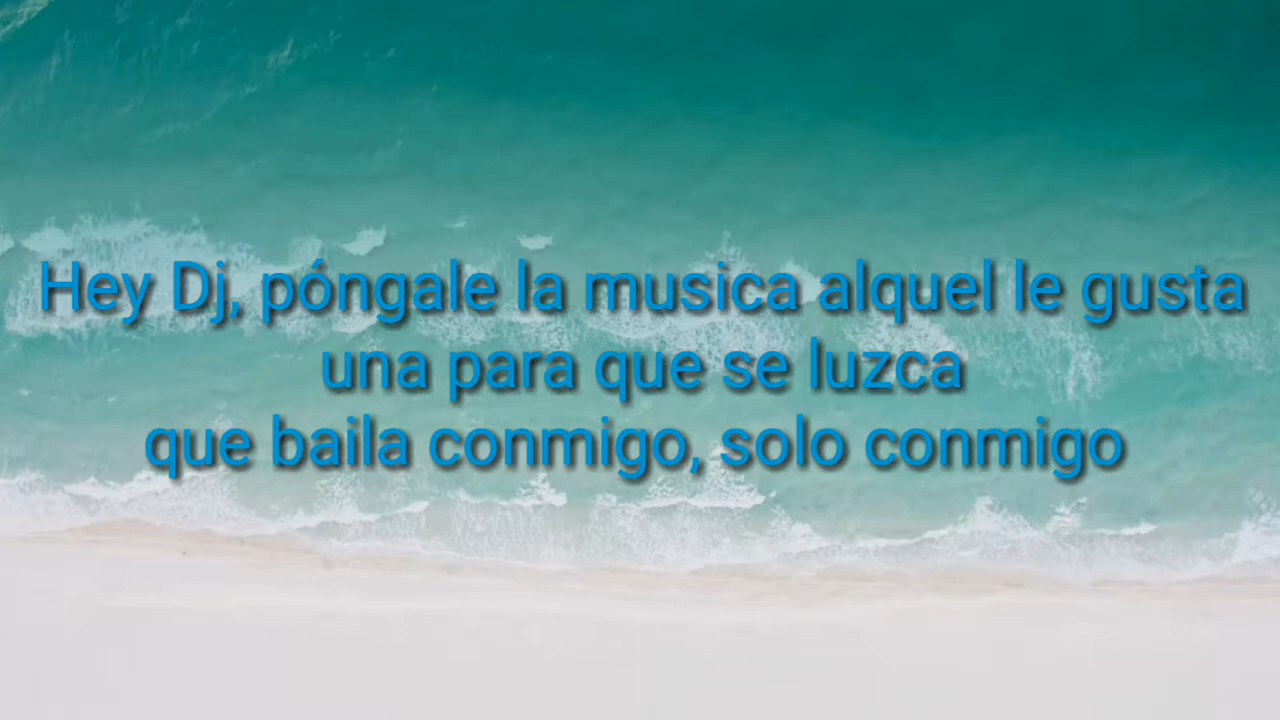 Hey Dj, póngale la musica alquel le gusta
una para que se luzca
que baila conmigo, solo conmigo